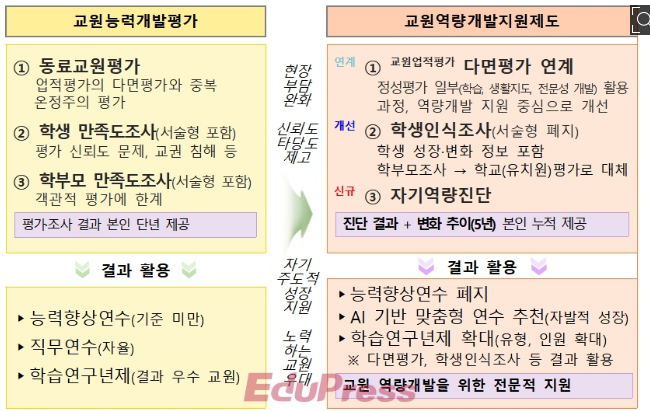 교원능력개발평가
① 동료교원평가
업적평가의 다면평가와 중복
온정주의 평가
② 학생 만족도조사(서술형 포함)
평가 신뢰도 문제, 교권 침해 등
③ 학부모 만족도조사(서술형 포함)
객관적 평가에 한계
평가·조사 결과 본인 단년 제공
결과 활용
▶ 능력향상연수(기준 미만)
▶ 직무연수(자율)
▶ 학습연구년제(결과 우수 교원)
현장
부담
완화
신뢰도
타당도
제고
자기
주도적
성장
지원
노력
하는
교원
우대
교원역량개발지원제도
연계 ① 교원업적평가 다면평가 연계
정성평가 일부(학습, 생활지도, 전문성 개발) 활용
과정, 역량개발 지원 중심으로 개선
개선 ② 학생인식조사(서술형 폐지)
학생 성장·변화 정보 포함
학부모조사 → 학교(유치원)평가로 대체
신규 ③ 자기역량진단
진단 결과 + 변화 추이(5년) 본인 누적 제공
결과 활용
▶ 능력향상연수 폐지
▶ AI 기반 맞춤형 연수 추천(자발적 성장)
▶ 학습연구년제 확대(유형, 인원 확대)
※ 다면평가, 학생인식조사 등 결과 활용
교원 역량개발을 위한 전문적 지원
EduPress